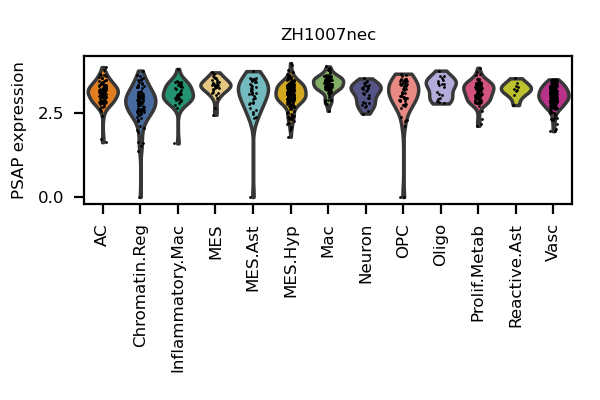 ZH1007nec
PSAP expression
2.5
0.0
AC
Chromatin.Reg
Inflammatory.Mac
MES
MES.Ast
MES.Hyp
Mac
Neuron
OPC
Oligo
Prolif.Metab
Reactive.Ast
Vasc